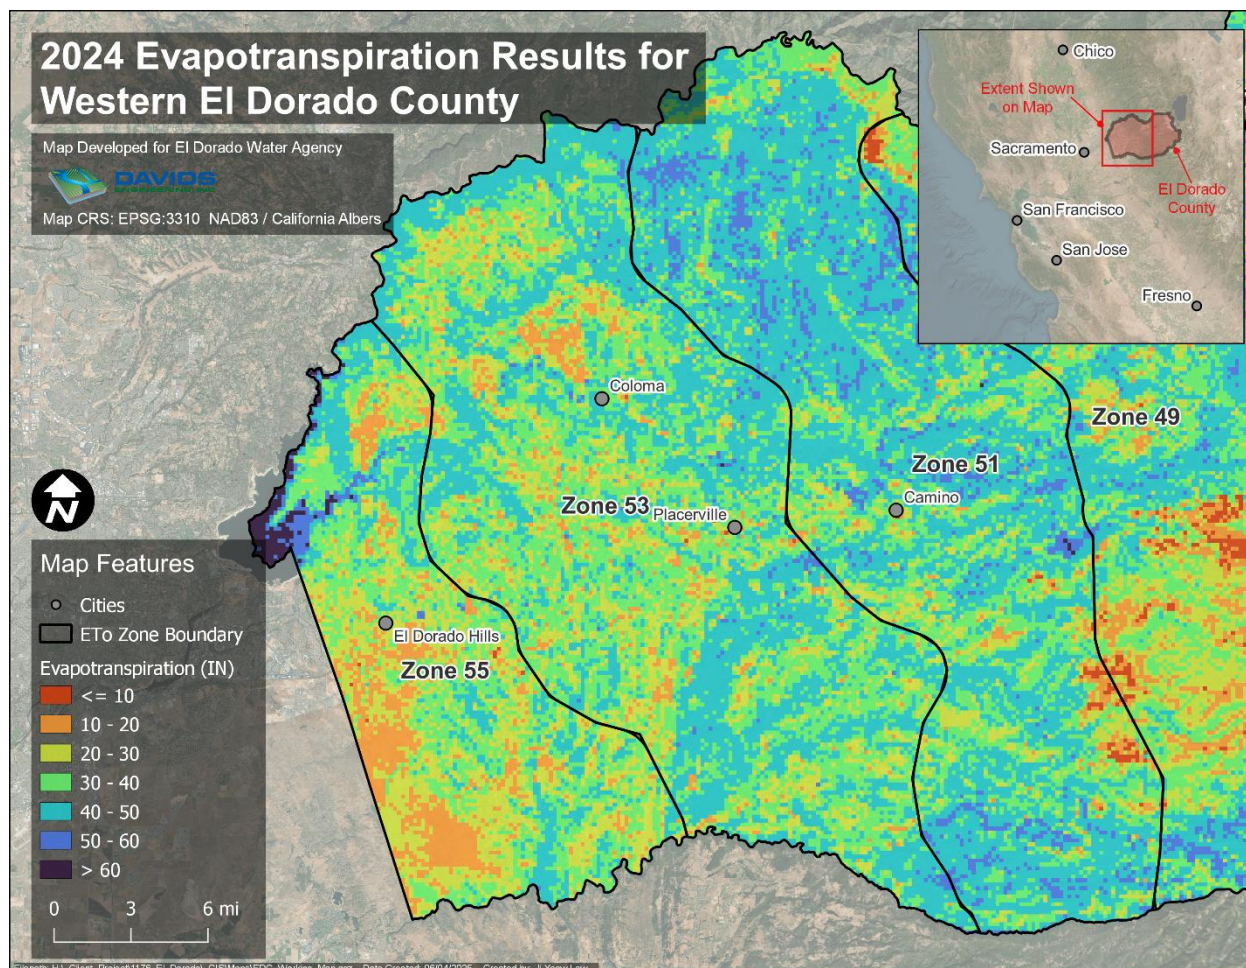 2024 Evapotranspiration Results for
Western El Dorado County
Map Developed for El Dorado Water Agency
DAVIDS
ENGINEERING, INC
Map CRS: EPSG:3310 NAD83 / California Albers
Chico
Extent Shown
on Map
Sacramento
El Dorado
County
San Francisco
San Jose
Fresno
Coloma
Zone 49
Zone 51
Camino
Zone 53
Placerville
El Dorado Hills
Zone 55
N
Map Features
Cities
ETo Zone Boundary
Evapotranspiration (IN)
<= 10
10 - 20
20 - 30
30 - 40
40 - 50
50 - 60
> 60
0 3 6 mi